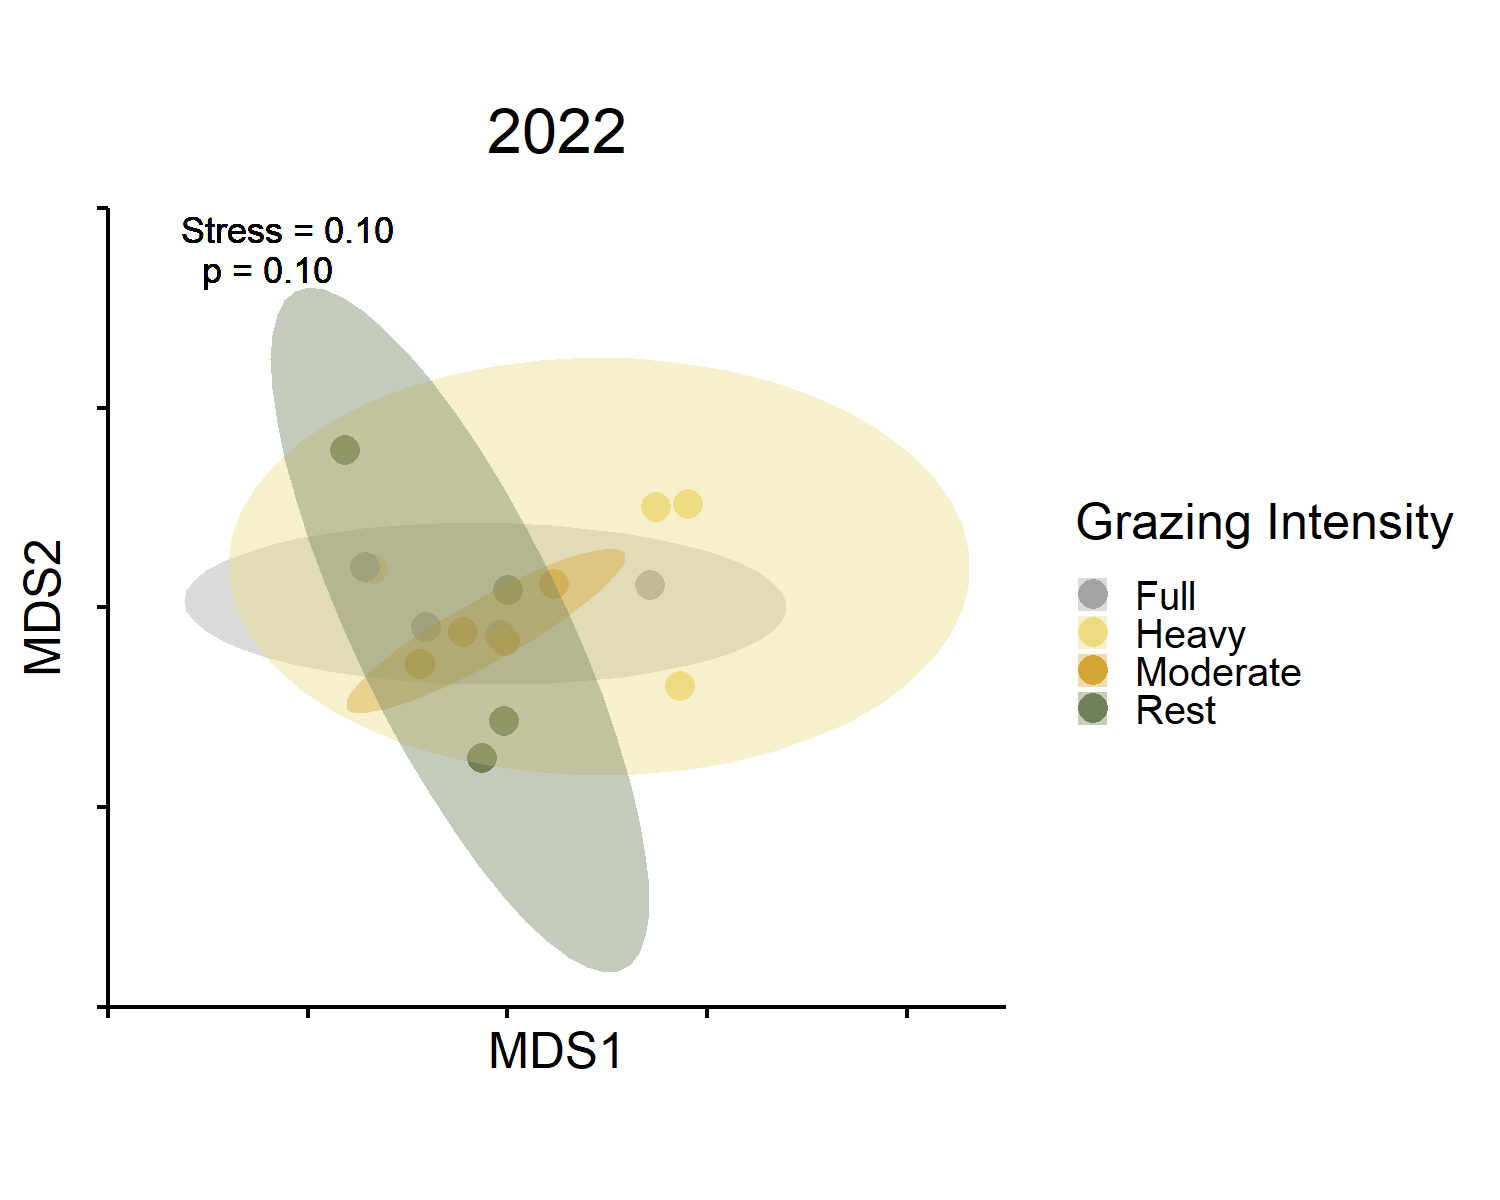 2022
Stress = 0.10
p = 0.10
MDS2
MDS1
Grazing Intensity
Full
Heavy
Moderate
Rest